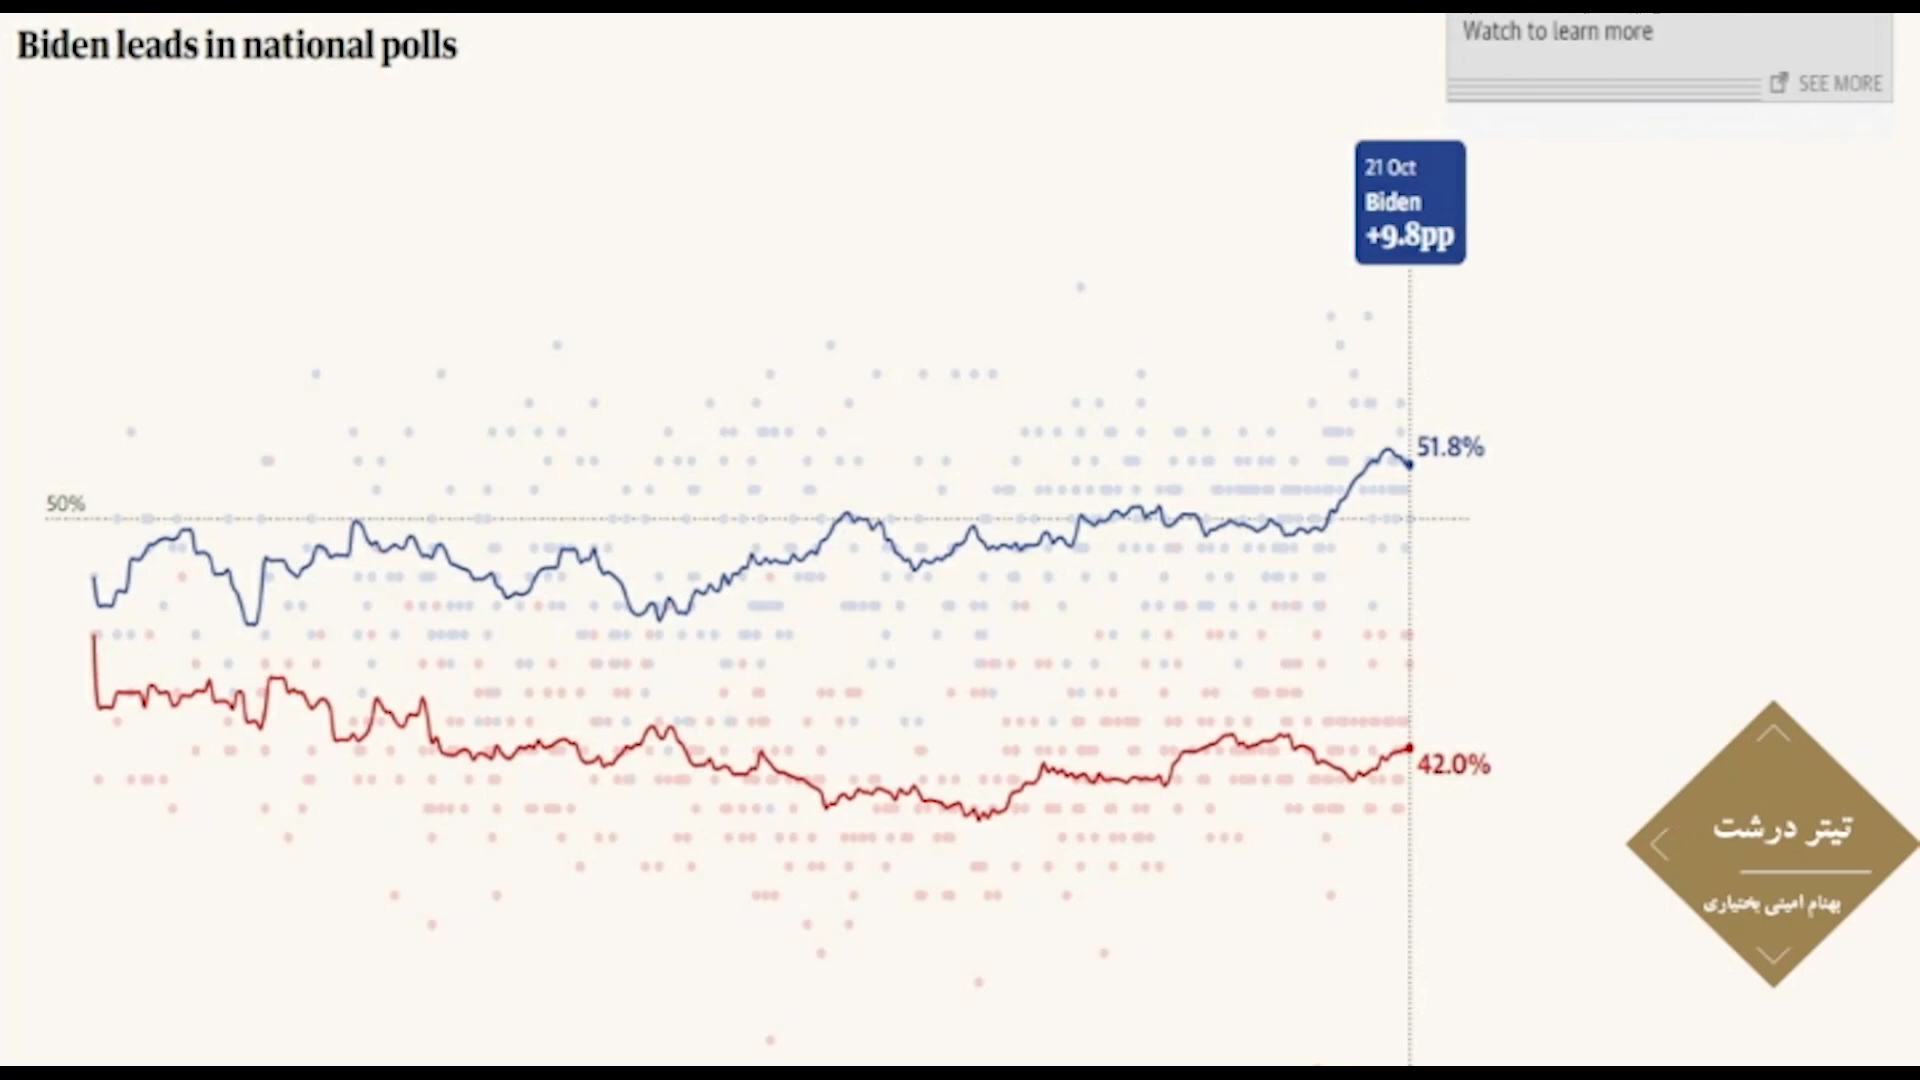 Biden leads in national polls
Watch to learn more
SEE MORE
21 Oct
Biden
+9.8pp
51.8%
50%
42.0%
تیتر درشت
بهنام امینی بختیاری